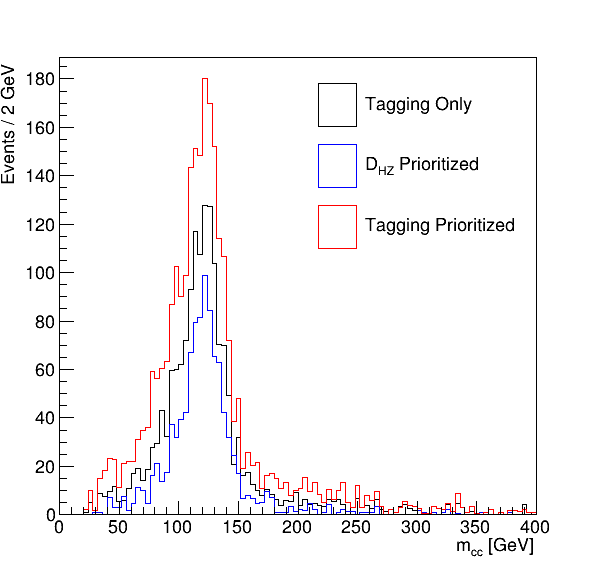 Events / 2 GeV
180
160
140
120
100
80
60
40
20
0
Tagging Only
D_HZ Prioritized
Tagging Prioritized
0 50 100 150 200 250 300 350 400
m_cc [GeV]